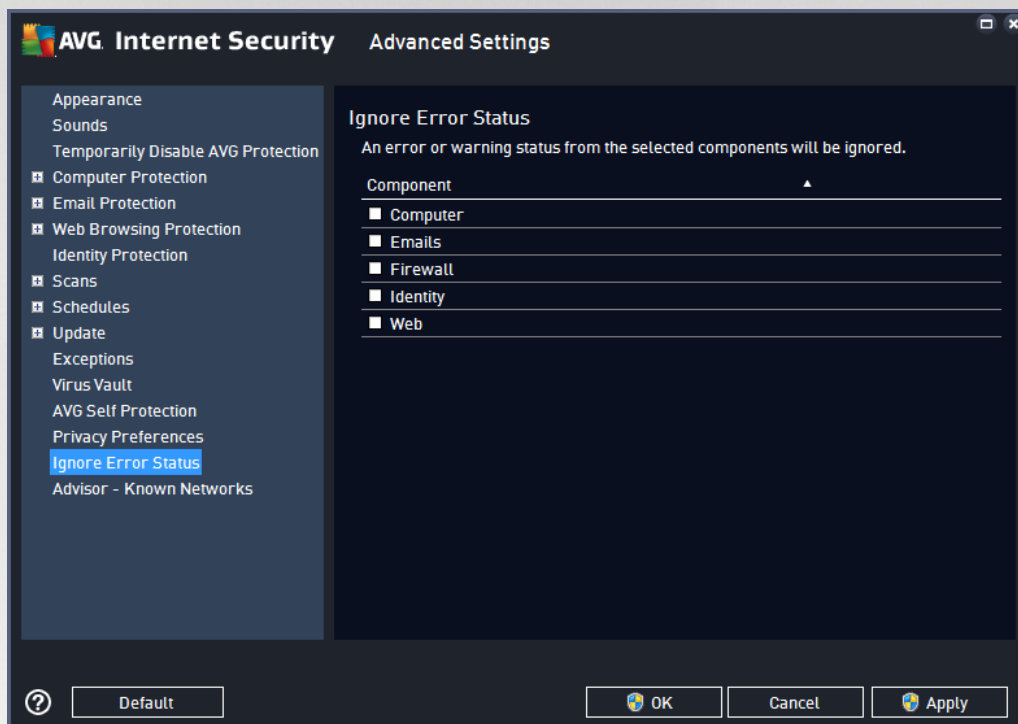 AVG. Internet Security Advanced Settings
Appearance
Sounds
Temporarily Disable AVG Protection
Computer Protection
Email Protection
Web Browsing Protection
Identity Protection
Scans
Schedules
Update
Exceptions
Virus Vault
AVG Self Protection
Privacy Preferences
Ignore Error Status
Advisor - Known Networks
Ignore Error Status
An error or warning status from the selected components will be ignored.
Component
Computer
Emails
Firewall
Identity
Web
Default
OK
Cancel
Apply